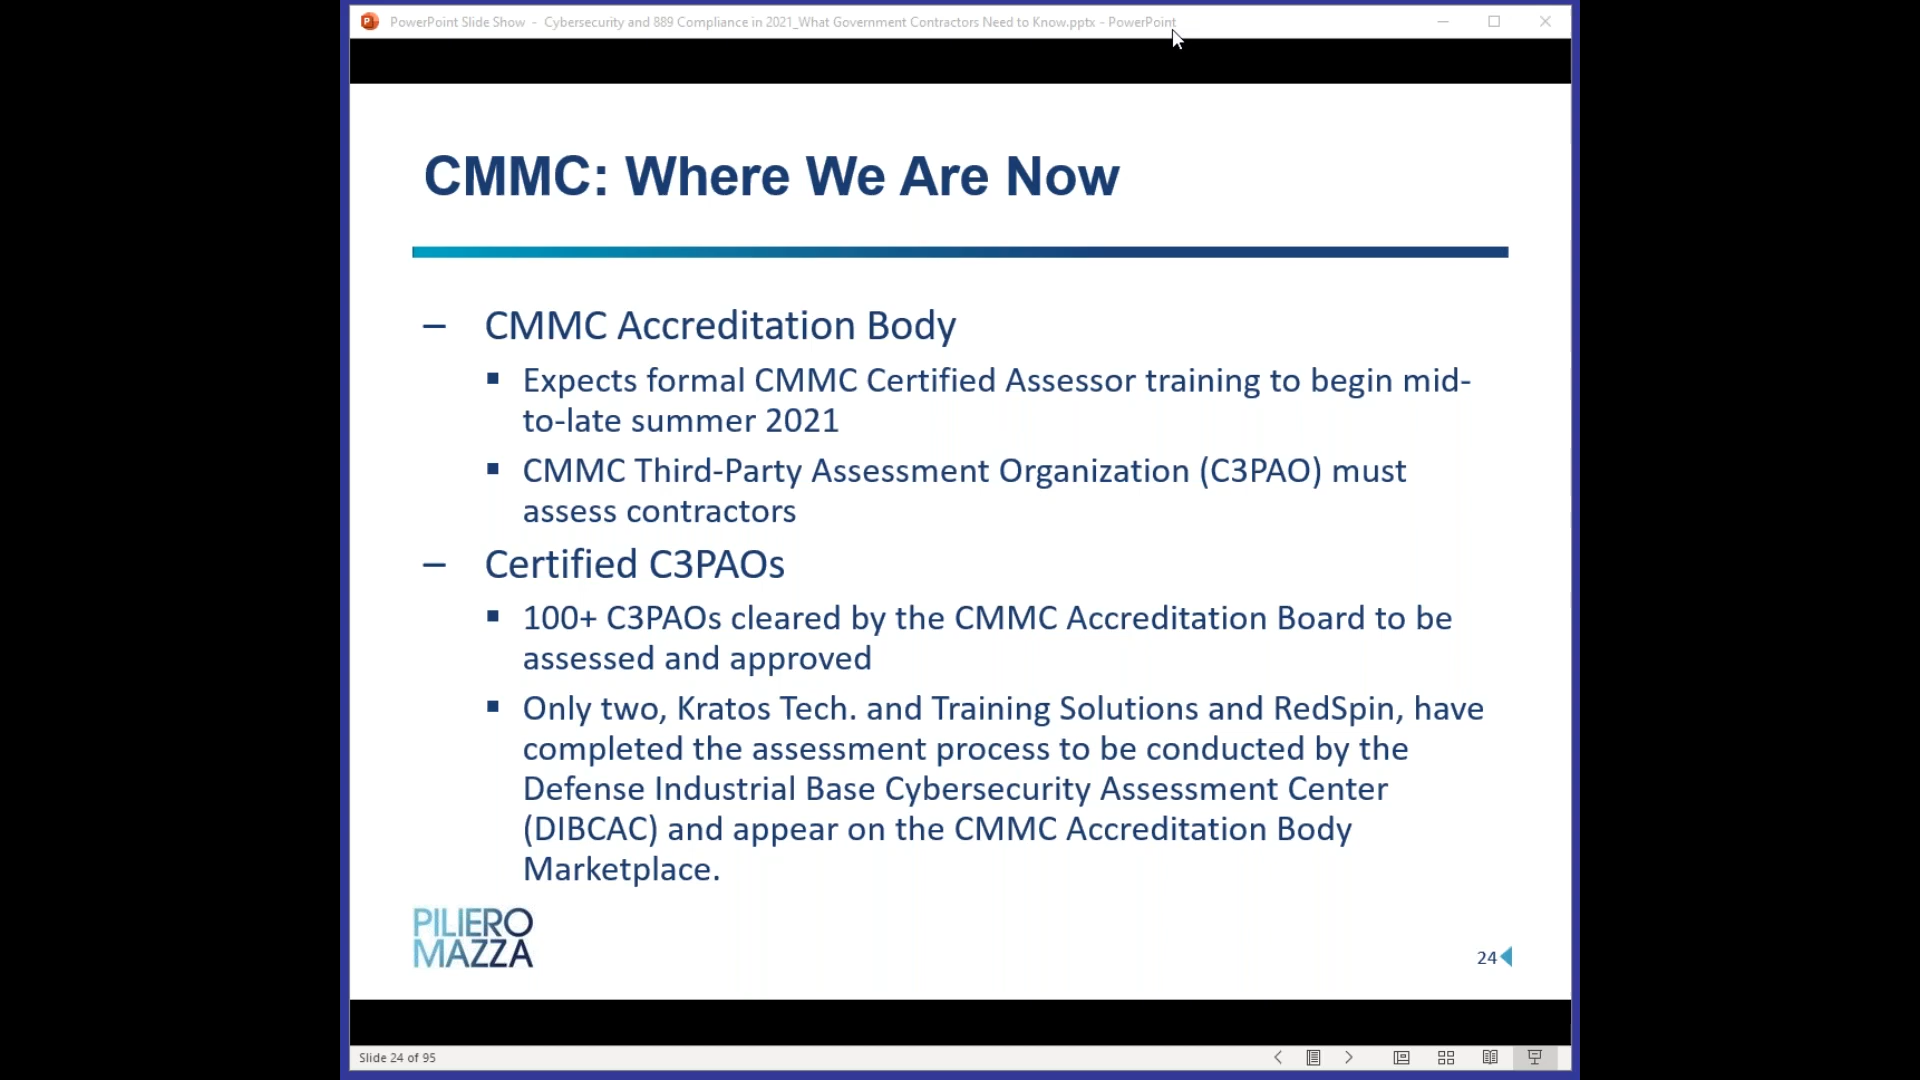 PowerPoint Slide Show - Cybersecurity and 889 Compliance in 2021_What Government Contractors Need to Know.pptx - PowerPoint
CMMC: Where We Are Now
– CMMC Accreditation Body
▪ Expects formal CMMC Certified Assessor training to begin mid-
to-late summer 2021
▪ CMMC Third-Party Assessment Organization (C3PAO) must
assess contractors
– Certified C3PAOs
▪ 100+ C3PAOs cleared by the CMMC Accreditation Board to be
assessed and approved
▪ Only two, Kratos Tech. and Training Solutions and RedSpin, have
completed the assessment process to be conducted by the
Defense Industrial Base Cybersecurity Assessment Center
(DIBCAC) and appear on the CMMC Accreditation Body
Marketplace.
PILIERO
MAZZA
24
Slide 24 of 95